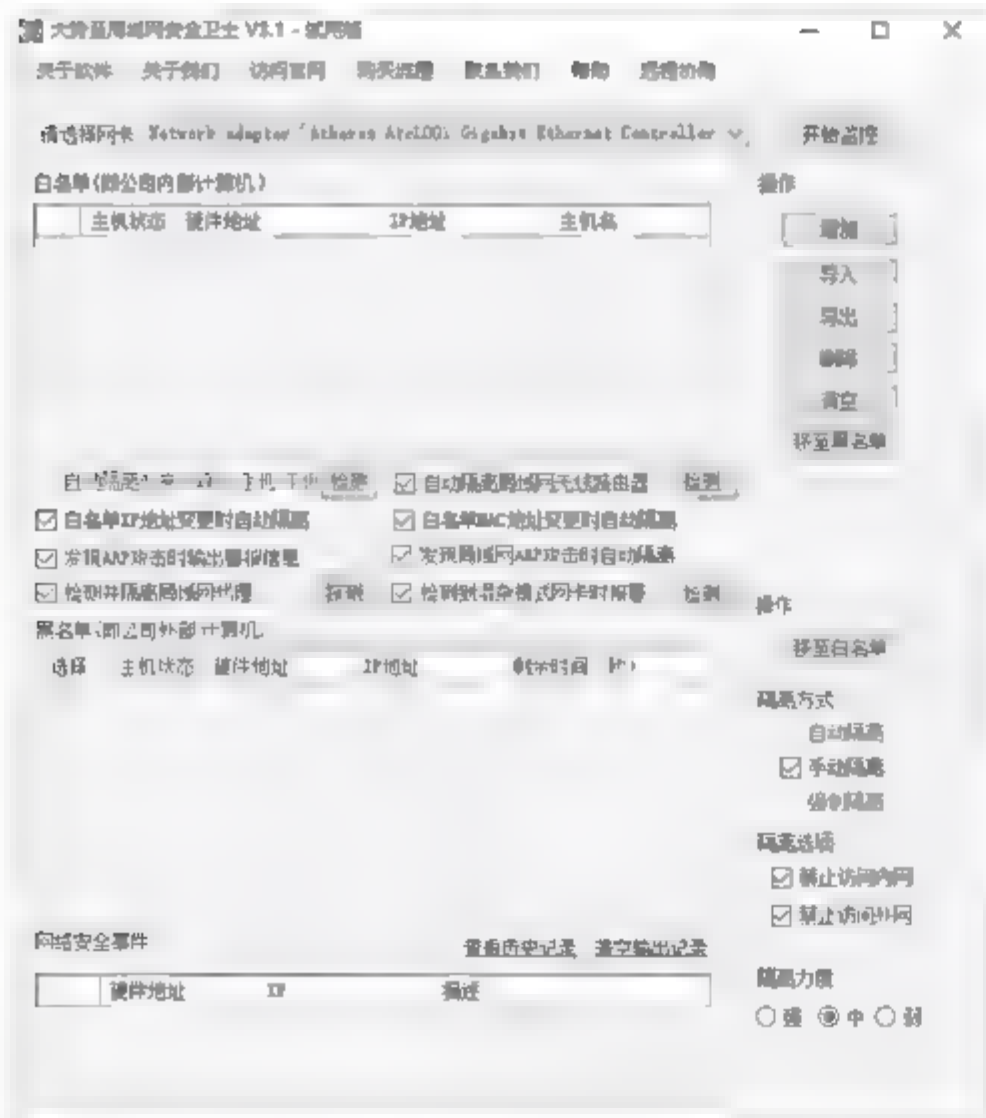 大势至局域网安全卫士 V3.1 - 试用版
关于软件 关于我们 访问官网 购买注册 联系我们 帮助
请选择网卡 Network adapter 'Atheros Gigabyt Ethernet Controller 开始监控
白名单(即公司内部计算机) 操作
主机状态 硬件地址 IP地址 主机名
增加
导入
导出
删除
清空
移至黑名单
检测 自动隔离局域网无线路由器 检测
白名单IP地址变更时自动隔离 白名单MAC地址变更时自动隔离
发现ARP攻击时输出警报信息 发现局域网ARP攻击时自动隔离
检测并隔离局域网代理 检测 检测到混杂模式网卡时报警 检测
操作
黑名单(即公司外部计算机)
移至白名单
选择 主机状态 硬件地址 IP地址 时间
隔离方式
自动隔离
手动隔离
强制隔离
隔离选项
禁止访问内网
禁止访问外网
网络安全事件 查看历史记录 清空输出记录
硬件地址 IP 描述
隔离力度
强 中 弱